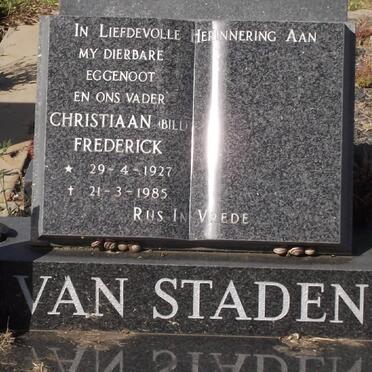 In Liefdevolle Herinnering Aan
MY DIERBARE
EGGENOOT
EN ONS VADER
CHRISTIAAN (BILL)
FREDERICK
* 29-4-1927
† 21-3-1985
Rus In Vrede
VAN STADEN